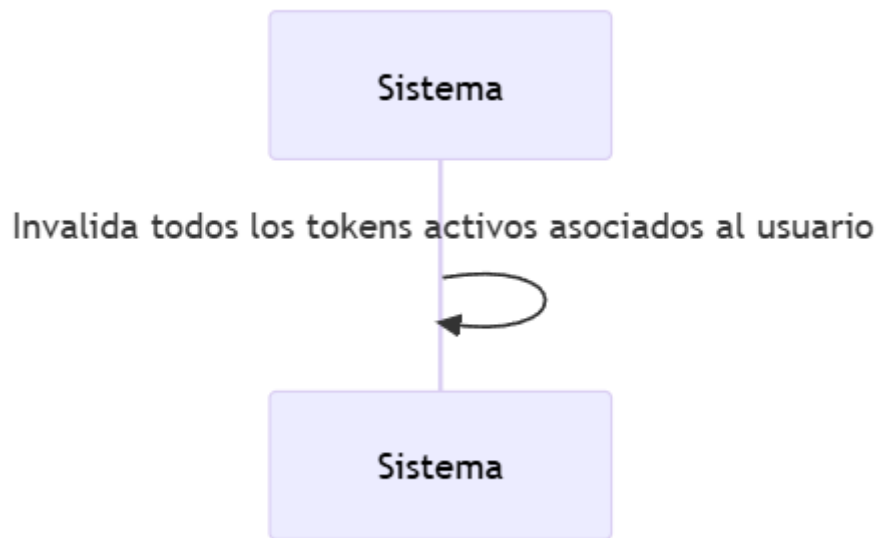 Sistema
Invalida todos los tokens activos asociados al usuario
Sistema